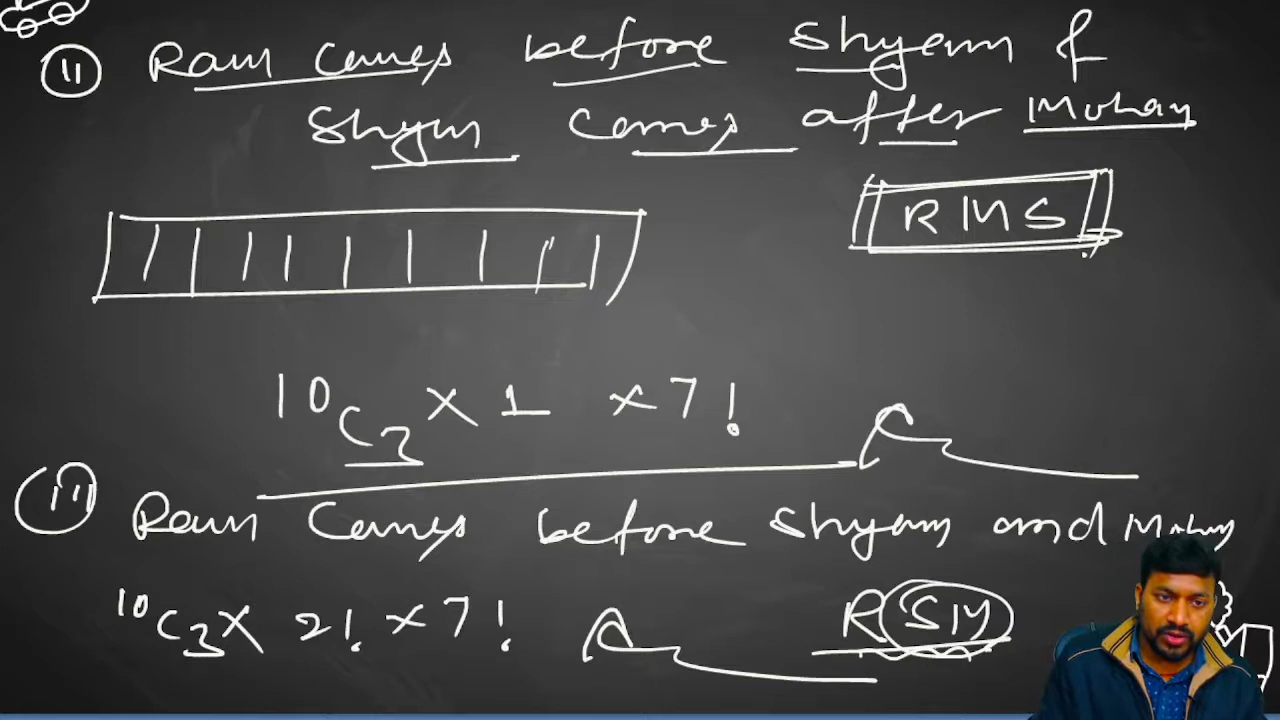 (ii) Ram comes before Shyam &
Shyam comes after Mohan
RMS
¹⁰C₃ × 1 × 7!
(iii) Ram comes before Shyam and Mohan
¹⁰C₃ × 2! × 7!
RSM